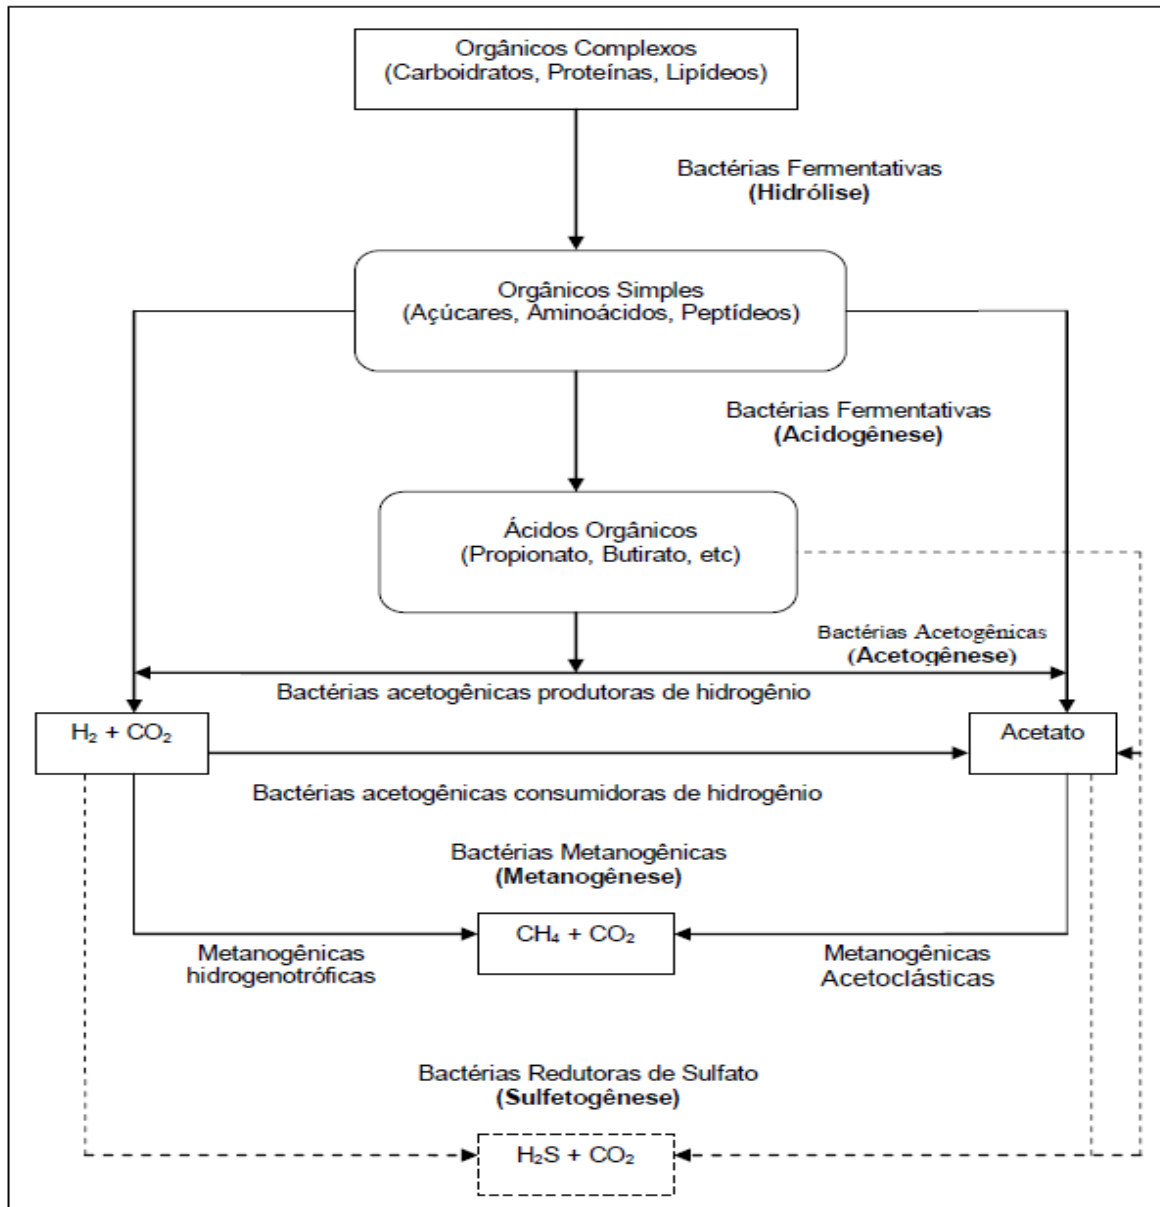 Orgânicos Complexos
(Carboidratos, Proteínas, Lipídeos)
Bactérias Fermentativas
(Hidrólise)
Orgânicos Simples
(Açúcares, Aminoácidos, Peptídeos)
Bactérias Fermentativas
(Acidogênese)
Ácidos Orgânicos
(Propionato, Butirato, etc)
Bactérias Acetogênicas
(Acetogênese)
Bactérias acetogênicas produtoras de hidrogênio
H₂ + CO₂
Acetato
Bactérias acetogênicas consumidoras de hidrogênio
Bactérias Metanogênicas
(Metanogênese)
CH₄ + CO₂
Metanogênicas
hidrogenotróficas
Metanogênicas
Acetoclásticas
Bactérias Redutoras de Sulfato
(Sulfetogênese)
H₂S + CO₂